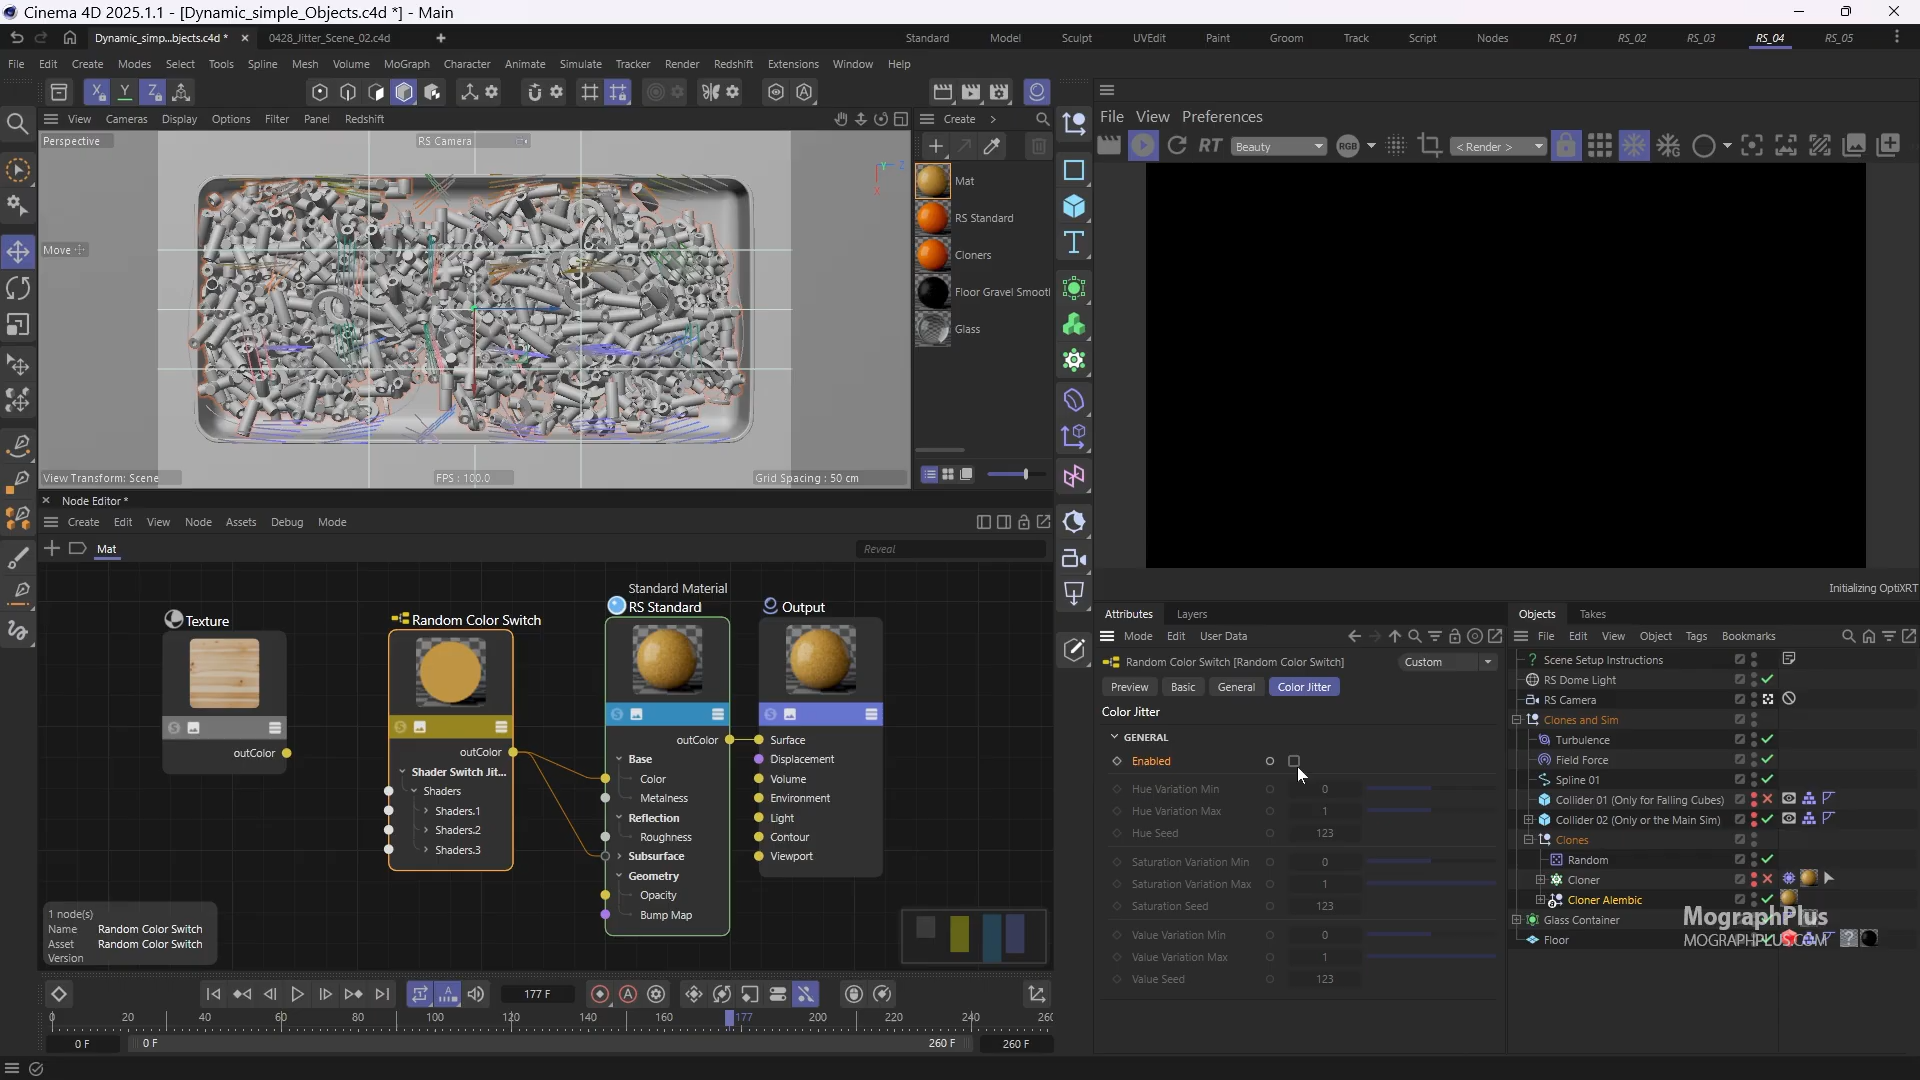 Cinema 4D 2025.1.1 - [Dynamic_simple_Objects.c4d *] - Main
Dynamic_simp...bjects.c4d *
0428_Jitter_Scene_02.c4d
Standard Model Sculpt UVEdit Paint Groom Track Script Nodes RS_01 RS_02 RS_03 RS_04 RS_05
File Edit Create Modes Select Tools Spline Mesh Volume MoGraph Character Animate Simulate Tracker Render Redshift Extensions Window Help
X Y Z
View Cameras Display Options Filter Panel Redshift
Create
File View Preferences
RT Beauty RGB < Render >
Perspective
RS Camera
Y Z
X
Move
Mat
RS Standard
Cloners
Floor Gravel Smootl
Glass
View Transform: Scene
FPS : 100.0
Grid Spacing : 50 cm
Node Editor *
Create Edit View Node Assets Debug Mode
Mat
Reveal
Initializing OptiXRT
Texture
outColor
Random Color Switch
outColor
Shader Switch Jit...
Shaders
Shaders.1
Shaders.2
Shaders.3
Standard Material
RS Standard
outColor
Base
Color
Metalness
Reflection
Roughness
Subsurface
Geometry
Opacity
Bump Map
Output
Surface
Displacement
Volume
Environment
Light
Contour
Viewport
1 node(s)
Name Random Color Switch
Asset Random Color Switch
Version
Attributes Layers
Mode Edit User Data
Random Color Switch [Random Color Switch]
Custom
Preview Basic General Color Jitter
Color Jitter
GENERAL
Enabled
Hue Variation Min 0
Hue Variation Max 1
Hue Seed 123
Saturation Variation Min 0
Saturation Variation Max 1
Saturation Seed 123
Value Variation Min 0
Value Variation Max 1
Value Seed 123
Objects Takes
File Edit View Object Tags Bookmarks
Scene Setup Instructions
RS Dome Light
RS Camera
Clones and Sim
Turbulence
Field Force
Spline 01
Collider 01 (Only for Falling Cubes)
Collider 02 (Only or the Main Sim)
Clones
Random
Cloner
Cloner Alembic
Glass Container
Floor
MographPlus
MOGRAPHPLUS.COM
177 F
0 20 40 60 80 100 120 140 160 177 200 220 240 260
0 F
0 F
260 F
260 F